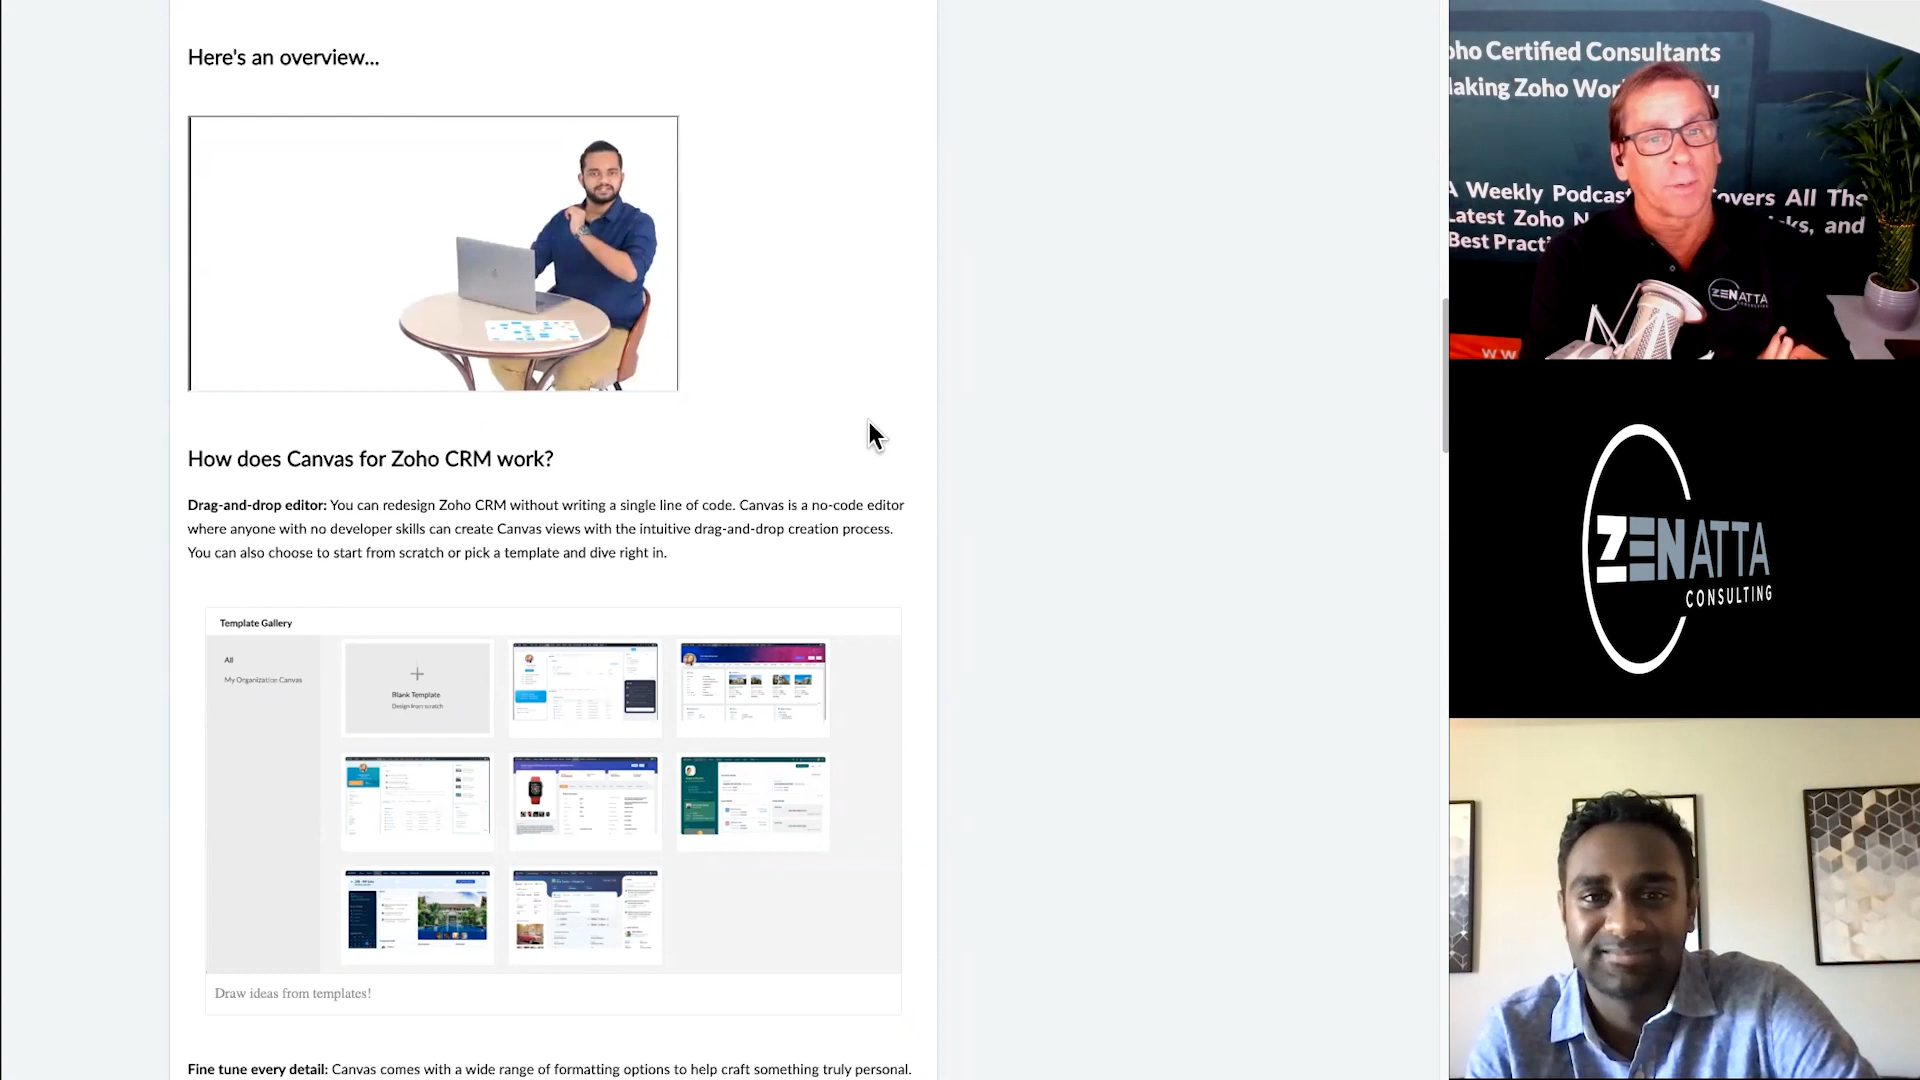 Here's an overview...
How does Canvas for Zoho CRM work?
Drag-and-drop editor: You can redesign Zoho CRM without writing a single line of code. Canvas is a no-code editor
where anyone with no developer skills can create Canvas views with the intuitive drag-and-drop creation process.
You can also choose to start from scratch or pick a template and dive right in.
Template Gallery
All
My Organization Canvas
Blank Template
Design from scratch
Draw ideas from templates!
Fine tune every detail: Canvas comes with a wide range of formatting options to help craft something truly personal.
oho Certified Consultants
aking Zoho Wor u
A Weekly Podcast overs All The
Latest Zoho N ks, and
Best Practi
ZENATTA
WW
ZENATTA
CONSULTING